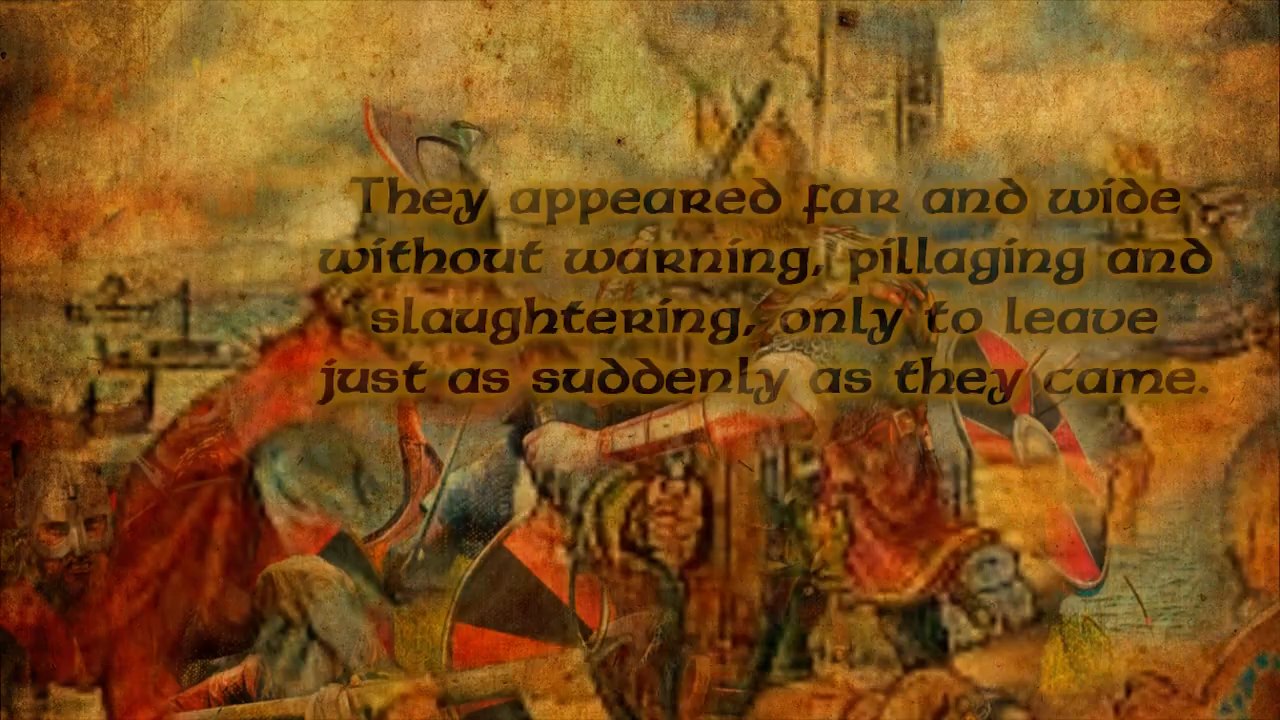 They appeared far and wide
without warning, pillaging and
slaughtering, only to leave
just as suddenly as they came.